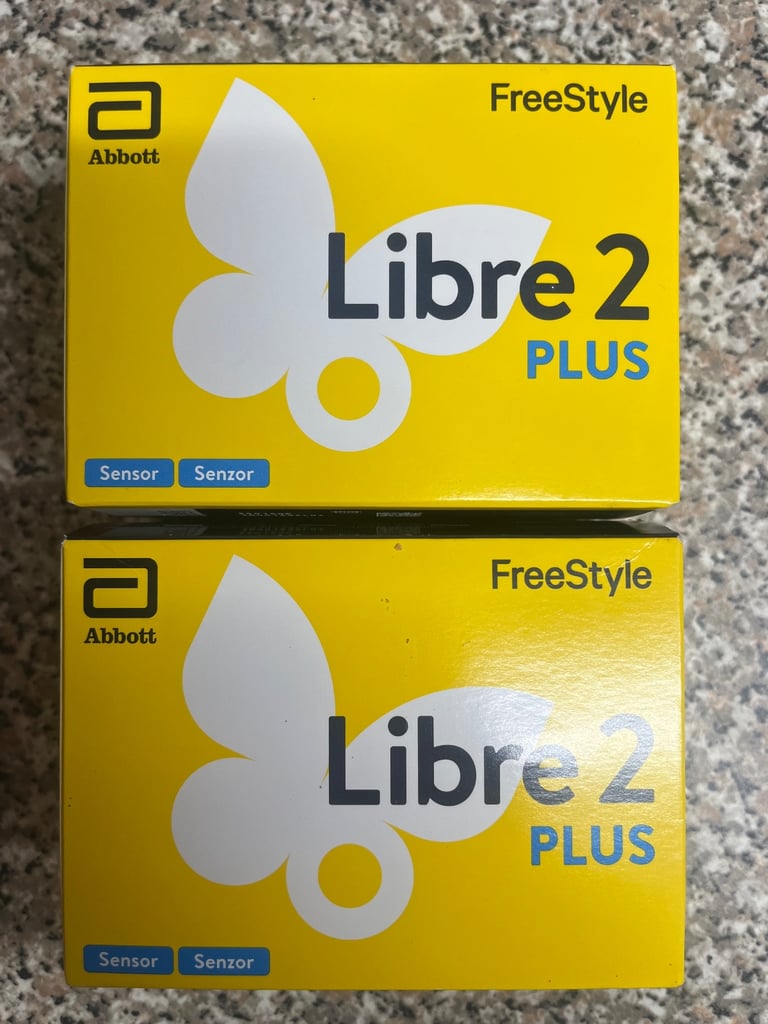 Abbott
FreeStyle
Libre 2
PLUS
Sensor Senzor
Abbott
FreeStyle
Libre 2
PLUS
Sensor Senzor